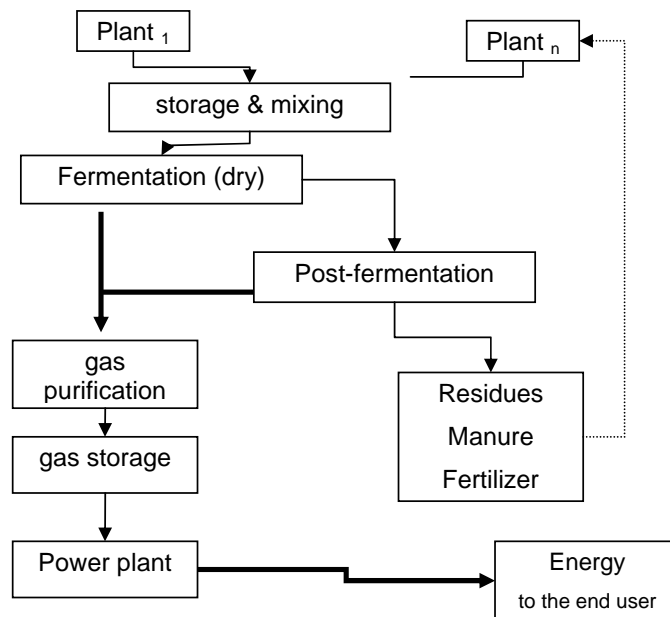 Plant 1
Plant n
storage & mixing
Fermentation (dry)
Post-fermentation
gas
purification
Residues
Manure
Fertilizer
gas storage
Power plant
Energy
to the end user